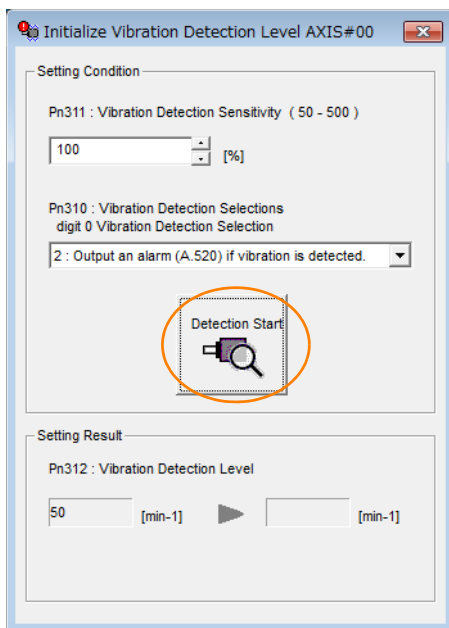 Initialize Vibration Detection Level AXIS#00
Setting Condition
Pn311 : Vibration Detection Sensitivity ( 50 - 500 )
100
[%]
Pn310 : Vibration Detection Selections
digit 0 Vibration Detection Selection
2 : Output an alarm (A.520) if vibration is detected.
Detection Start
Setting Result
Pn312 : Vibration Detection Level
50 [min-1] [min-1]